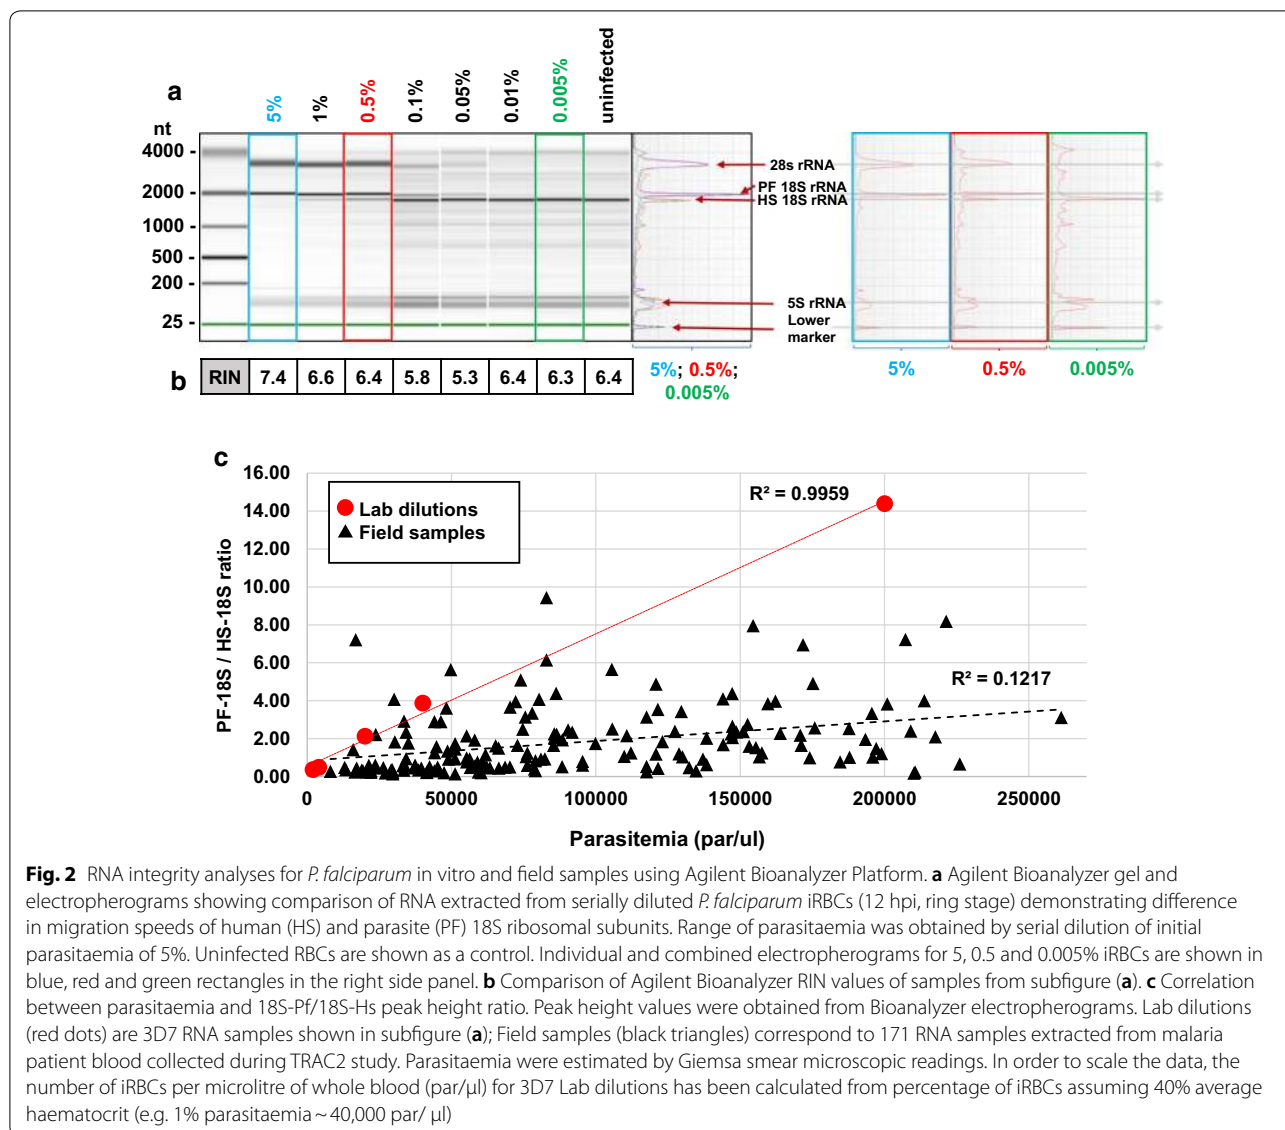 a
5%
1%
0.5%
0.1%
0.05%
0.01%
0.005%
uninfected
nt
4000 -
2000 -
1000 -
500 -
200 -
25 -
28s rRNA
PF 18S rRNA
HS 18S rRNA
5S rRNA
Lower
marker
b
RIN 7.4 6.6 6.4 5.8 5.3 6.4 6.3 6.4
5%; 0.5%;
0.005%
5% 0.5% 0.005%
c
PF-18S / HS-18S ratio
16.00
14.00
12.00
10.00
8.00
6.00
4.00
2.00
0.00
Lab dilutions
Field samples
R² = 0.9959
R² = 0.1217
0 50000 100000 150000 200000 250000
Parasitemia (par/ul)
Fig. 2 RNA integrity analyses for P. falciparum in vitro and field samples using Agilent Bioanalyzer Platform. a Agilent Bioanalyzer gel and
electropherograms showing comparison of RNA extracted from serially diluted P. falciparum iRBCs (12 hpi, ring stage) demonstrating difference
in migration speeds of human (HS) and parasite (PF) 18S ribosomal subunits. Range of parasitaemia was obtained by serial dilution of initial
parasitaemia of 5%. Uninfected RBCs are shown as a control. Individual and combined electropherograms for 5, 0.5 and 0.005% iRBCs are shown in
blue, red and green rectangles in the right side panel. b Comparison of Agilent Bioanalyzer RIN values of samples from subfigure (a). c Correlation
between parasitaemia and 18S-Pf/18S-Hs peak height ratio. Peak height values were obtained from Bioanalyzer electropherograms. Lab dilutions
(red dots) are 3D7 RNA samples shown in subfigure (a); Field samples (black triangles) correspond to 171 RNA samples extracted from malaria
patient blood collected during TRAC2 study. Parasitaemia were estimated by Giemsa smear microscopic readings. In order to scale the data, the
number of iRBCs per microlitre of whole blood (par/µl) for 3D7 Lab dilutions has been calculated from percentage of iRBCs assuming 40% average
haematocrit (e.g. 1% parasitaemia ~ 40,000 par/ µl)